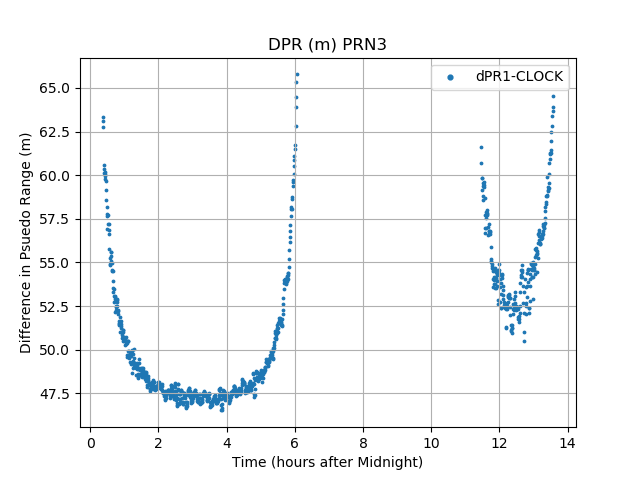 DPR (m) PRN3
dPR1-CLOCK
Difference in Psuedo Range (m)
65.0
62.5
60.0
57.5
55.0
52.5
50.0
47.5
0 2 4 6 8 10 12 14
Time (hours after Midnight)